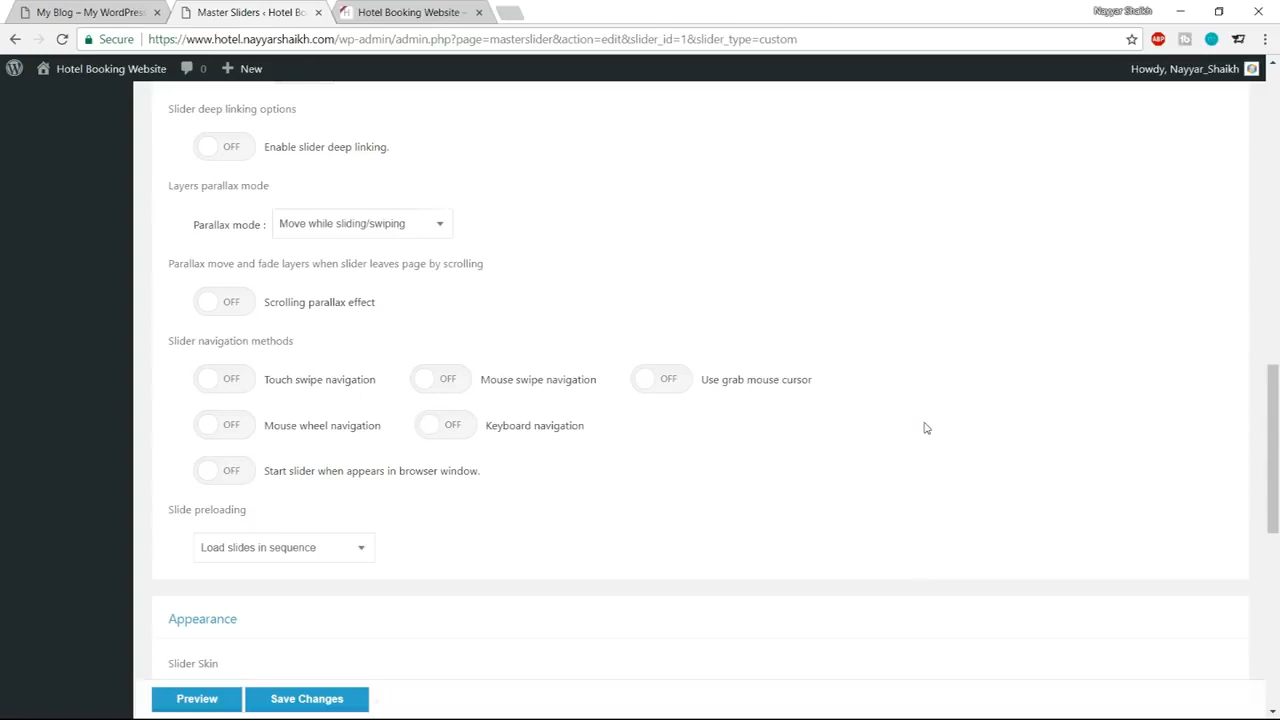 My Blog – My WordPress
Master Sliders ‹ Hotel Bo
Hotel Booking Website –
Nayyar Shaikh
Secure
https://www.hotel.nayyarshaikh.com/wp-admin/admin.php?page=masterslider&action=edit&slider_id=1&slider_type=custom
ABP
Hotel Booking Website
0
New
Howdy, Nayyar_Shaikh
Slider deep linking options
OFF Enable slider deep linking.
Layers parallax mode
Parallax mode : Move while sliding/swiping
Parallax move and fade layers when slider leaves page by scrolling
OFF Scrolling parallax effect
Slider navigation methods
OFF Touch swipe navigation OFF Mouse swipe navigation OFF Use grab mouse cursor
OFF Mouse wheel navigation OFF Keyboard navigation
OFF Start slider when appears in browser window.
Slide preloading
Load slides in sequence
Appearance
Slider Skin
Preview Save Changes